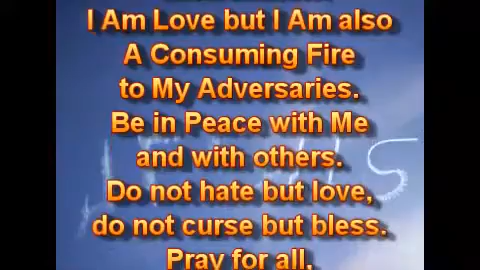 I Am Love but I Am also
A Consuming Fire
to My Adversaries.
Be in Peace with Me
and with others.
Do not hate but love,
do not curse but bless.
Pray for all,